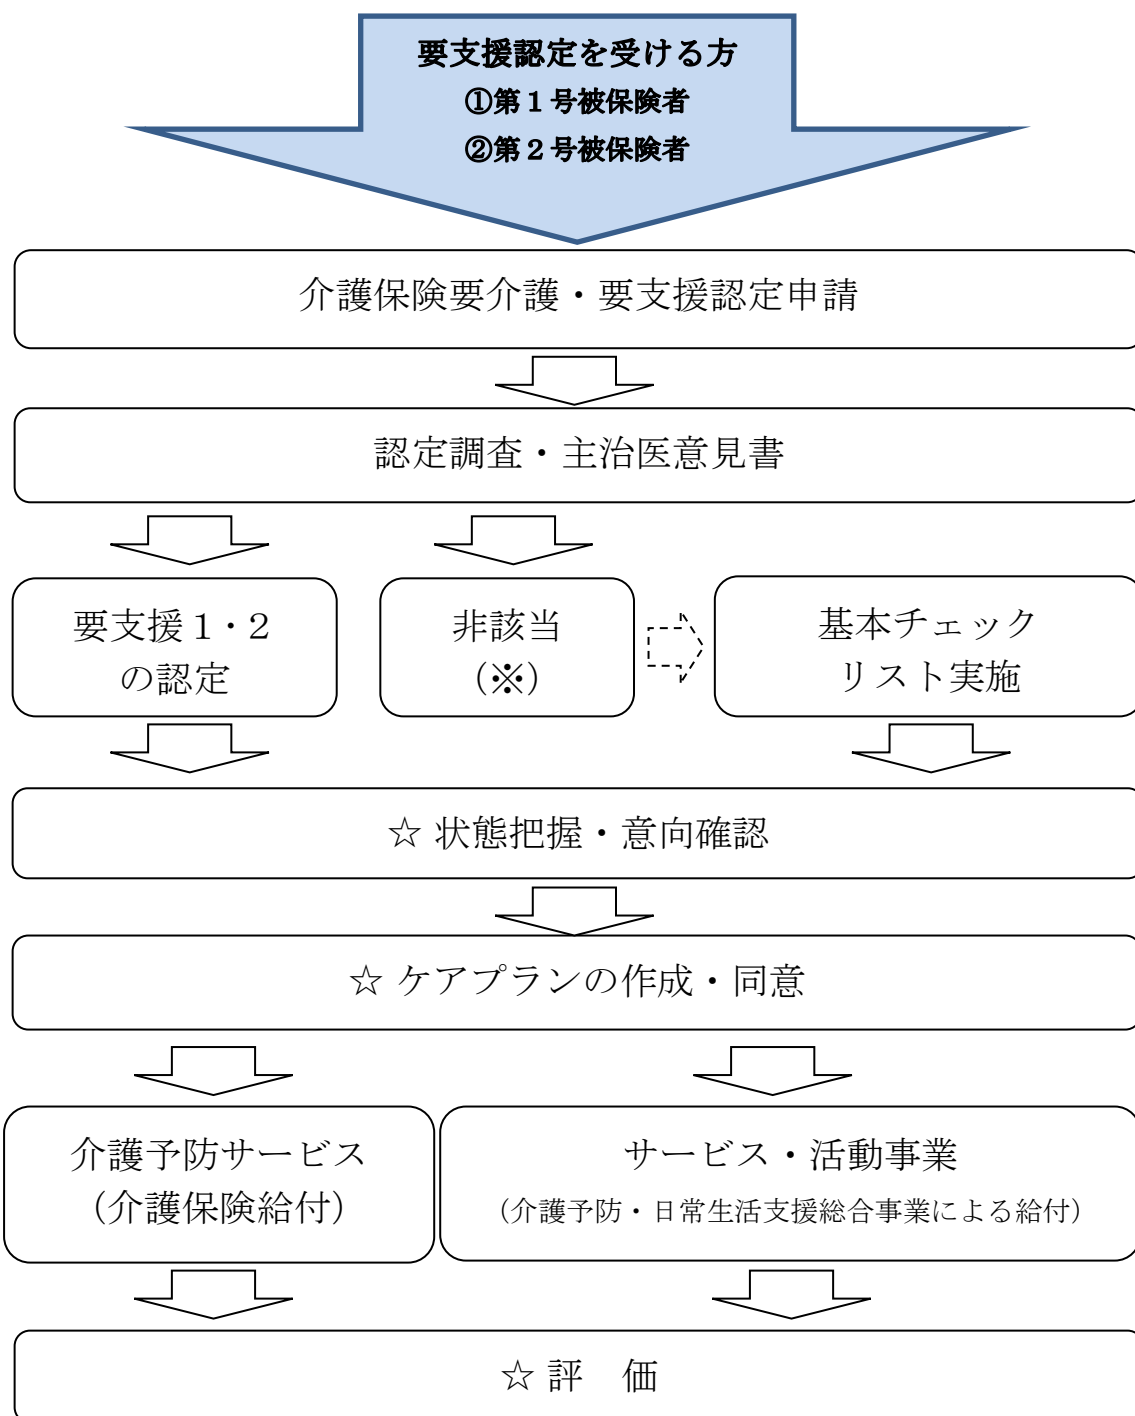 要支援認定を受ける方
①第１号被保険者
②第２号被保険者
介護保険要介護・要支援認定申請
認定調査・主治医意見書
要支援１・２
の認定
非該当
（※）
基本チェック
リスト実施
☆ 状態把握・意向確認
☆ ケアプランの作成・同意
介護予防サービス
（介護保険給付）
サービス・活動事業
（介護予防・日常生活支援総合事業による給付）
☆ 評　価